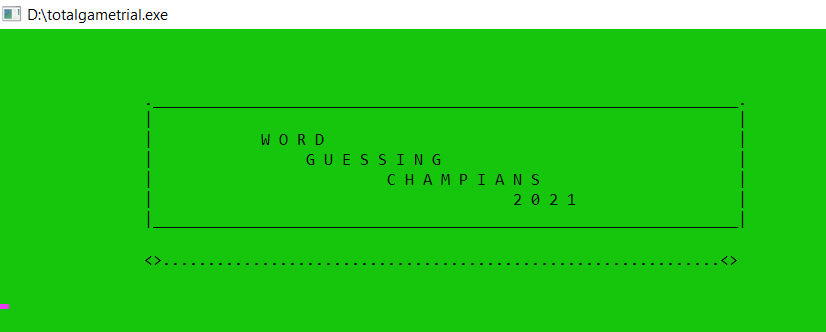 D:\totalgametrial.exe
W O R D
G U E S S I N G
C H A M P I A N S
2 0 2 1